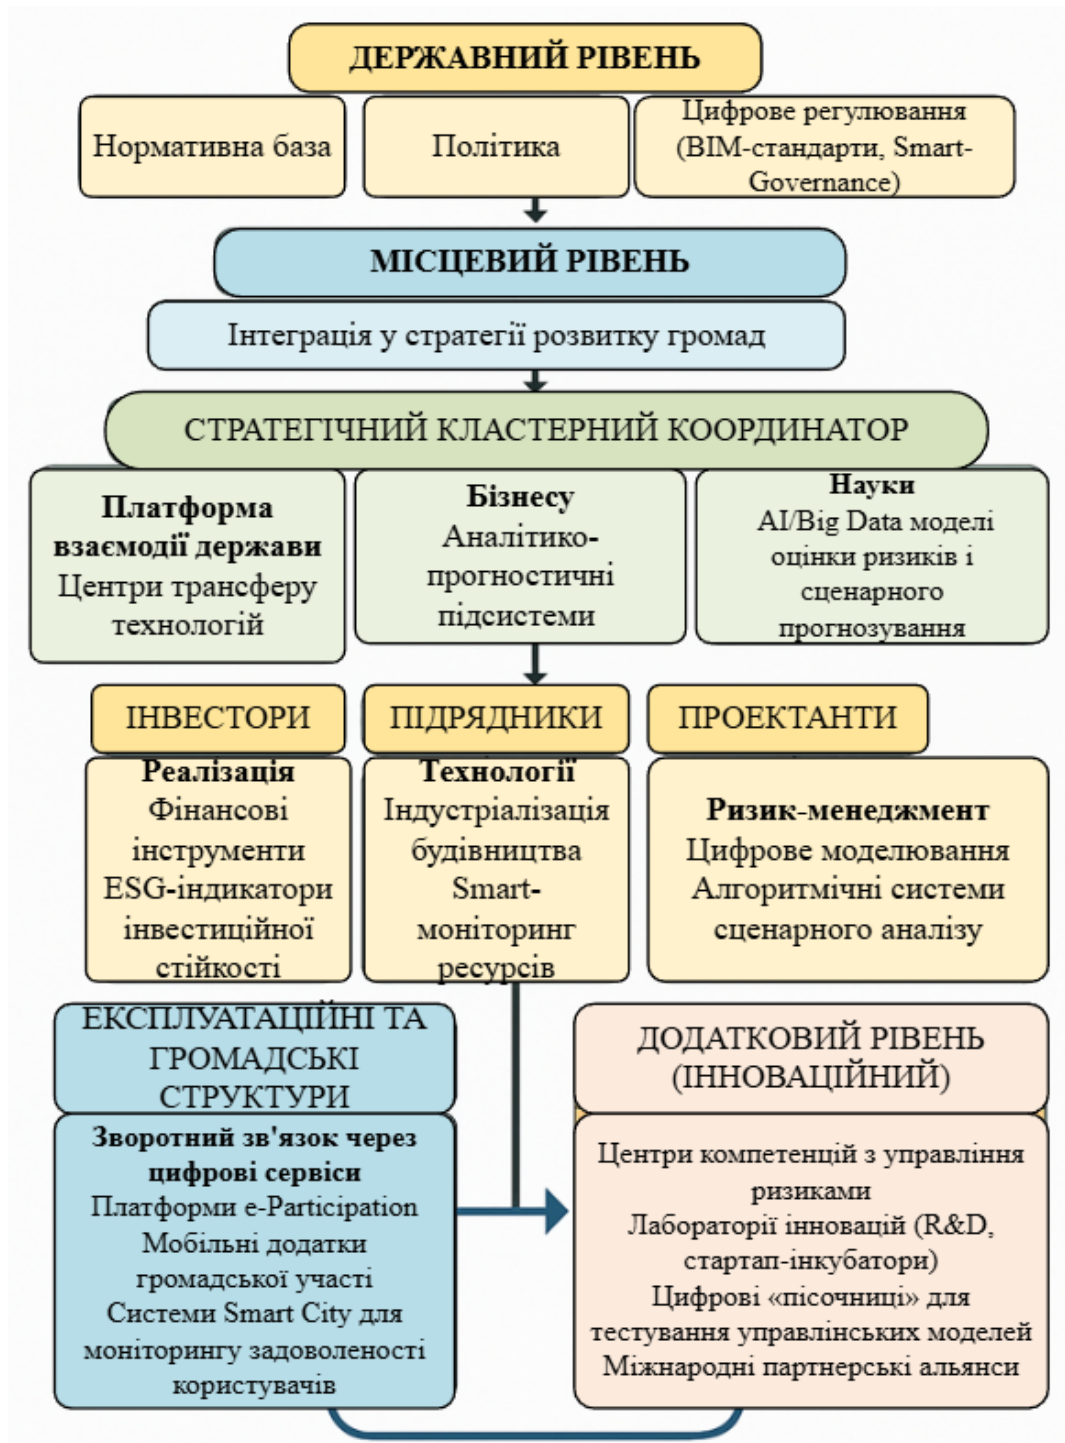 ДЕРЖАВНИЙ РІВЕНЬ
Нормативна база
Політика
Цифрове регулювання
(BIM-стандарти, Smart-
Governance)
МІСЦЕВИЙ РІВЕНЬ
Інтеграція у стратегії розвитку громад
СТРАТЕГІЧНИЙ КЛАСТЕРНИЙ КООРДИНАТОР
Платформа
взаємодії держави
Центри трансферу
технологій
Бізнесу
Аналітико-
прогностичні
підсистеми
Науки
AI/Big Data моделі
оцінки ризиків і
сценарного
прогнозування
ІНВЕСТОРИ
Реалізація
Фінансові
інструменти
ESG-індикатори
інвестиційної
стійкості
ПІДРЯДНИКИ
Технології
Індустріалізація
будівництва
Smart-
моніторинг
ресурсів
ПРОЕКТАНТИ
Ризик-менеджмент
Цифрове моделювання
Алгоритмічні системи
сценарного аналізу
ЕКСПЛУАТАЦІЙНІ ТА
ГРОМАДСЬКІ
СТРУКТУРИ
Зворотний зв'язок через
цифрові сервіси
Платформи e-Participation
Мобільні додатки
громадської участі
Системи Smart City для
моніторингу задоволеності
користувачів
ДОДАТКОВИЙ РІВЕНЬ
(ІННОВАЦІЙНИЙ)
Центри компетенцій з управління
ризиками
Лабораторії інновацій (R&D,
стартап-інкубатори)
Цифрові «пісочниці» для
тестування управлінських моделей
Міжнародні партнерські альянси